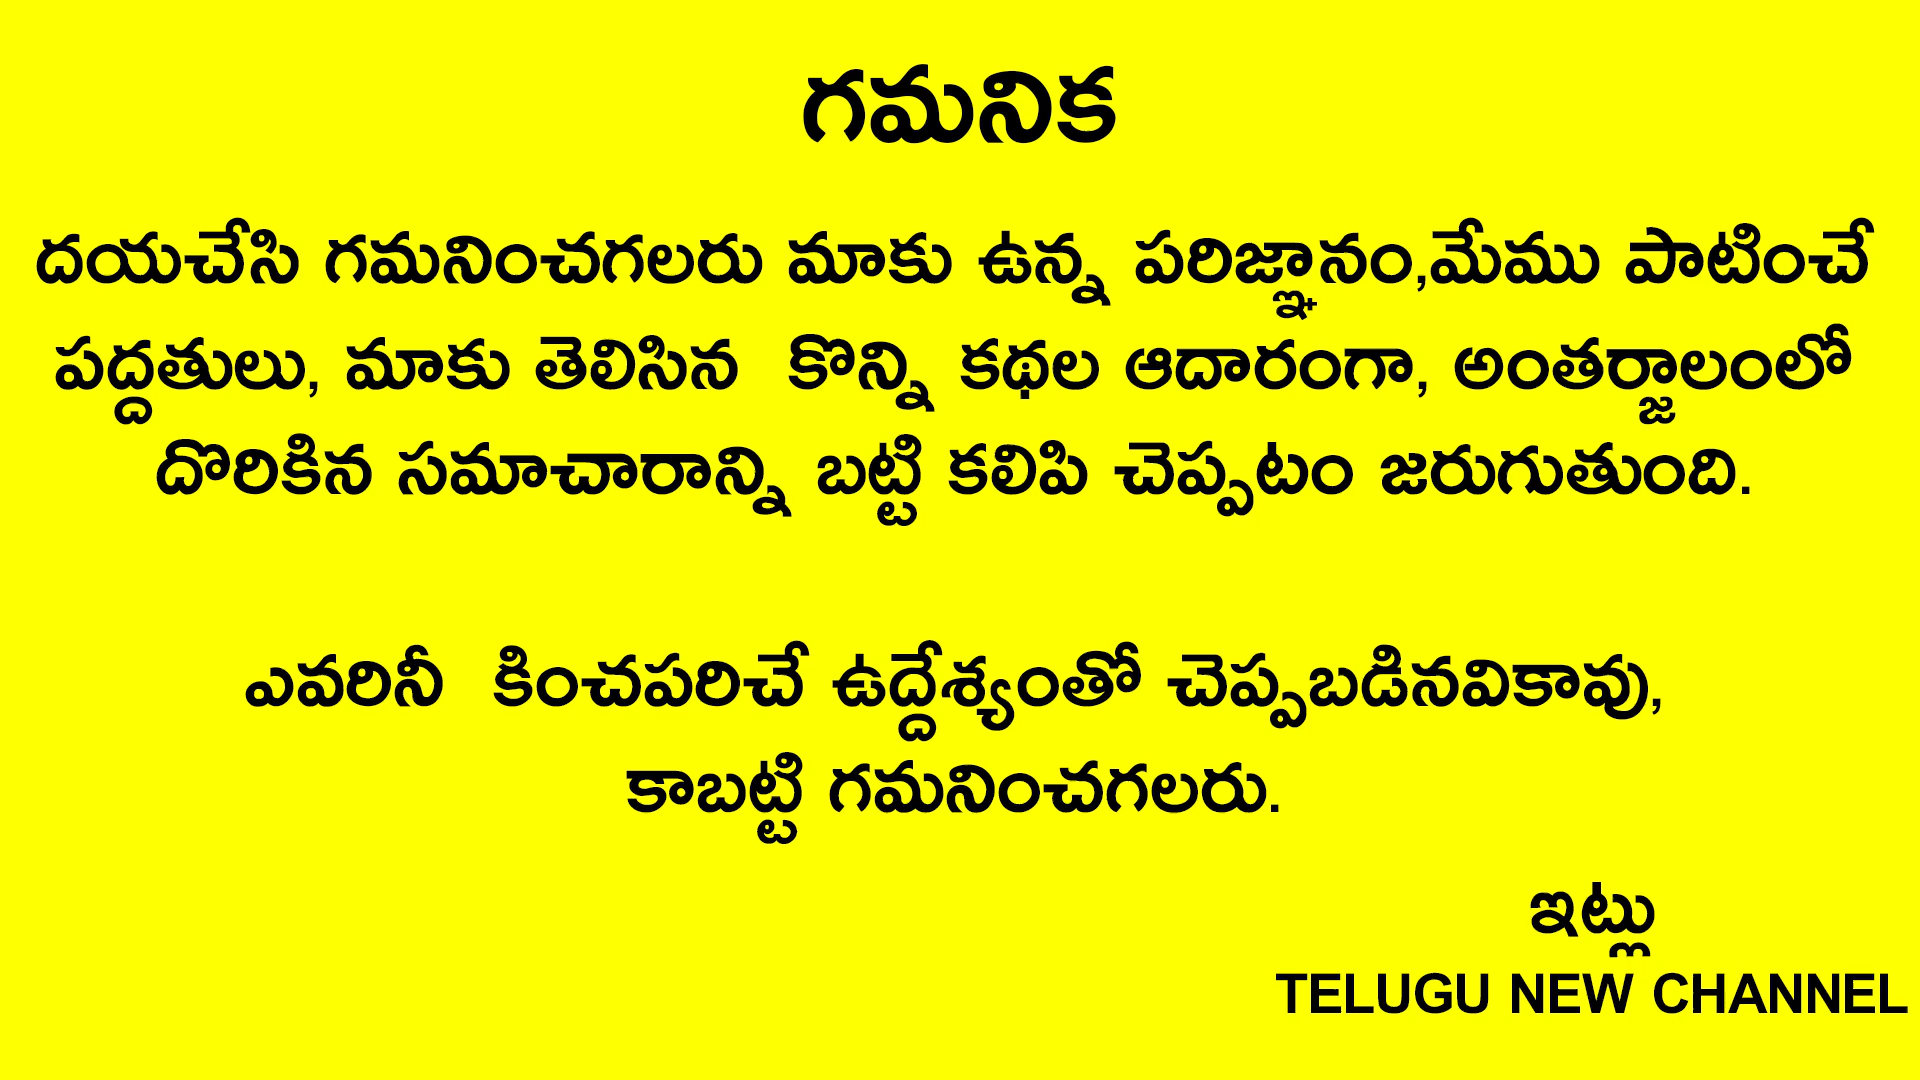 గమనిక
దయచేసి గమనించగలరు మాకు ఉన్న పరిజ్ఞానం,మేము పాటించే
పద్దతులు, మాకు తెలిసిన కొన్ని కథల ఆదారంగా, అంతర్జాలంలో
దొరికిన సమాచారాన్ని బట్టి కలిపి చెప్పటం జరుగుతుంది.
ఎవరినీ కించపరిచే ఉద్దేశ్యంతో చెప్పబడినవికావు,
కాబట్టి గమనించగలరు.
ఇట్లు
TELUGU NEW CHANNEL